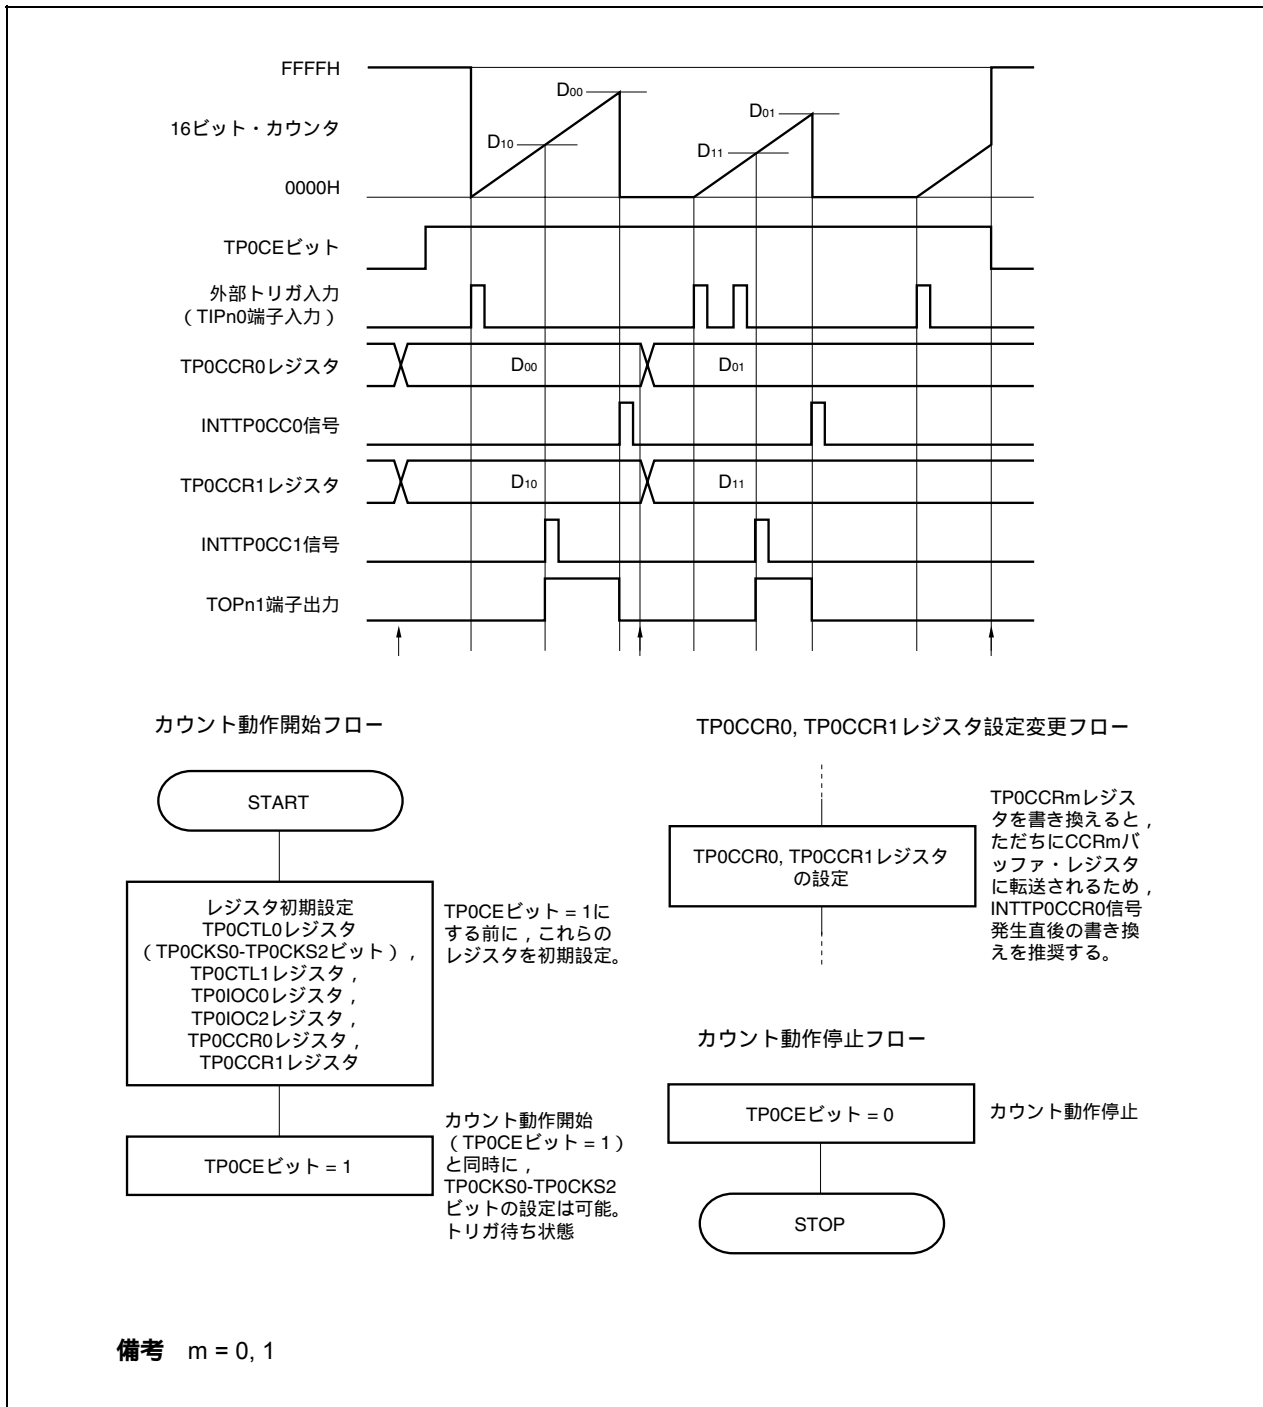 FFFFH
16ビット・カウンタ
0000H
D00
D10
D01
D11
TP0CEビット
外部トリガ入力
(TIPn0端子入力)
TP0CCR0レジスタ
D00
D01
INTTP0CC0信号
TP0CCR1レジスタ
D10
D11
INTTP0CC1信号
TOPn1端子出力
カウント動作開始フロー
START
レジスタ初期設定
TP0CTL0レジスタ
(TP0CKS0-TP0CKS2ビット),
TP0CTL1レジスタ,
TP0IOC0レジスタ,
TP0IOC2レジスタ,
TP0CCR0レジスタ,
TP0CCR1レジスタ
TP0CEビット = 1に
する前に,これらの
レジスタを初期設定。
TP0CEビット = 1
カウント動作開始
(TP0CEビット = 1)
と同時に,
TP0CKS0-TP0CKS2
ビットの設定は可能。
トリガ待ち状態
TP0CCR0, TP0CCR1レジスタ設定変更フロー
TP0CCR0, TP0CCR1レジスタ
の設定
TP0CCRmレジス
タを書き換えると,
ただちにCCRmバ
ッファ・レジスタ
に転送されるため,
INTTP0CCR0信号
発生直後の書き換
えを推奨する。
カウント動作停止フロー
TP0CEビット = 0
カウント動作停止
STOP
備考 m = 0, 1